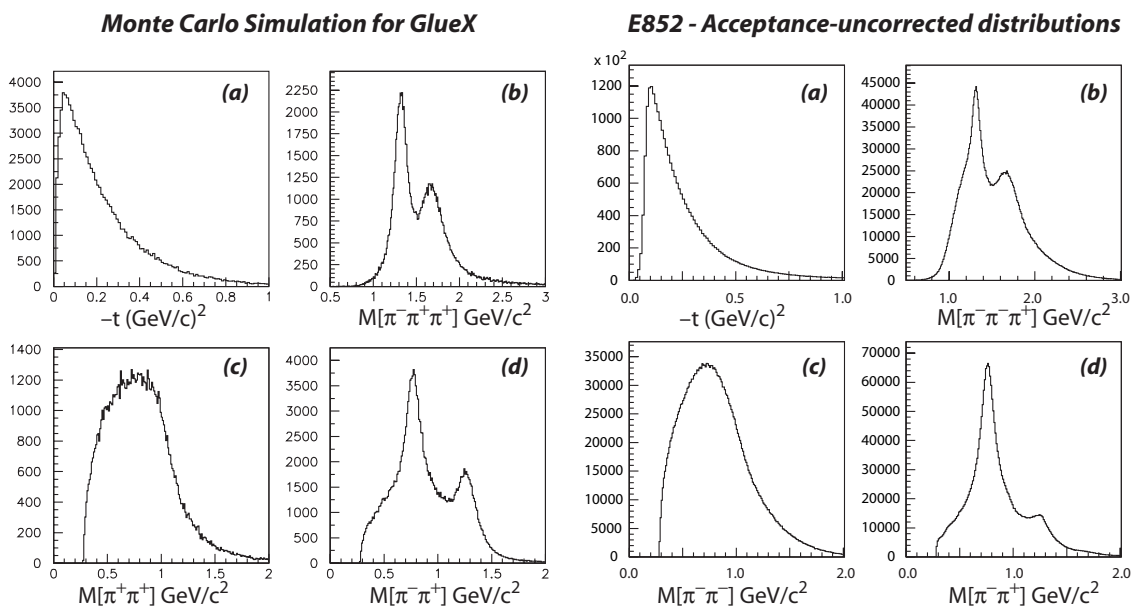 Monte Carlo Simulation for GlueX
(a)
4000
3500
3000
2500
2000
1500
1000
500
0
0 0.2 0.4 0.6 0.8 1
–t (GeV/c)²
(b)
2250
2000
1750
1500
1250
1000
750
500
250
0
0.5 1 1.5 2 2.5 3
M[π⁻π⁺π⁺] GeV/c²
(c)
1400
1200
1000
800
600
400
200
0
0 0.5 1 1.5 2
M[π⁺π⁺] GeV/c²
(d)
4000
3500
3000
2500
2000
1500
1000
500
0
0 0.5 1 1.5 2
M[π⁻π⁺] GeV/c²
E852 - Acceptance-uncorrected distributions
x 10²
(a)
1200
1000
800
600
400
200
0
0.0 0.5 1.0
–t (GeV/c)²
(b)
45000
40000
35000
30000
25000
20000
15000
10000
5000
0
1.0 2.0 3.0
M[π⁻π⁻π⁺] GeV/c²
(c)
35000
30000
25000
20000
15000
10000
5000
0
0.0 0.5 1.0 1.5 2.0
M[π⁻π⁻] GeV/c²
(d)
70000
60000
50000
40000
30000
20000
10000
0
0.0 0.5 1.0 1.5 2.0
M[π⁻π⁺] GeV/c²